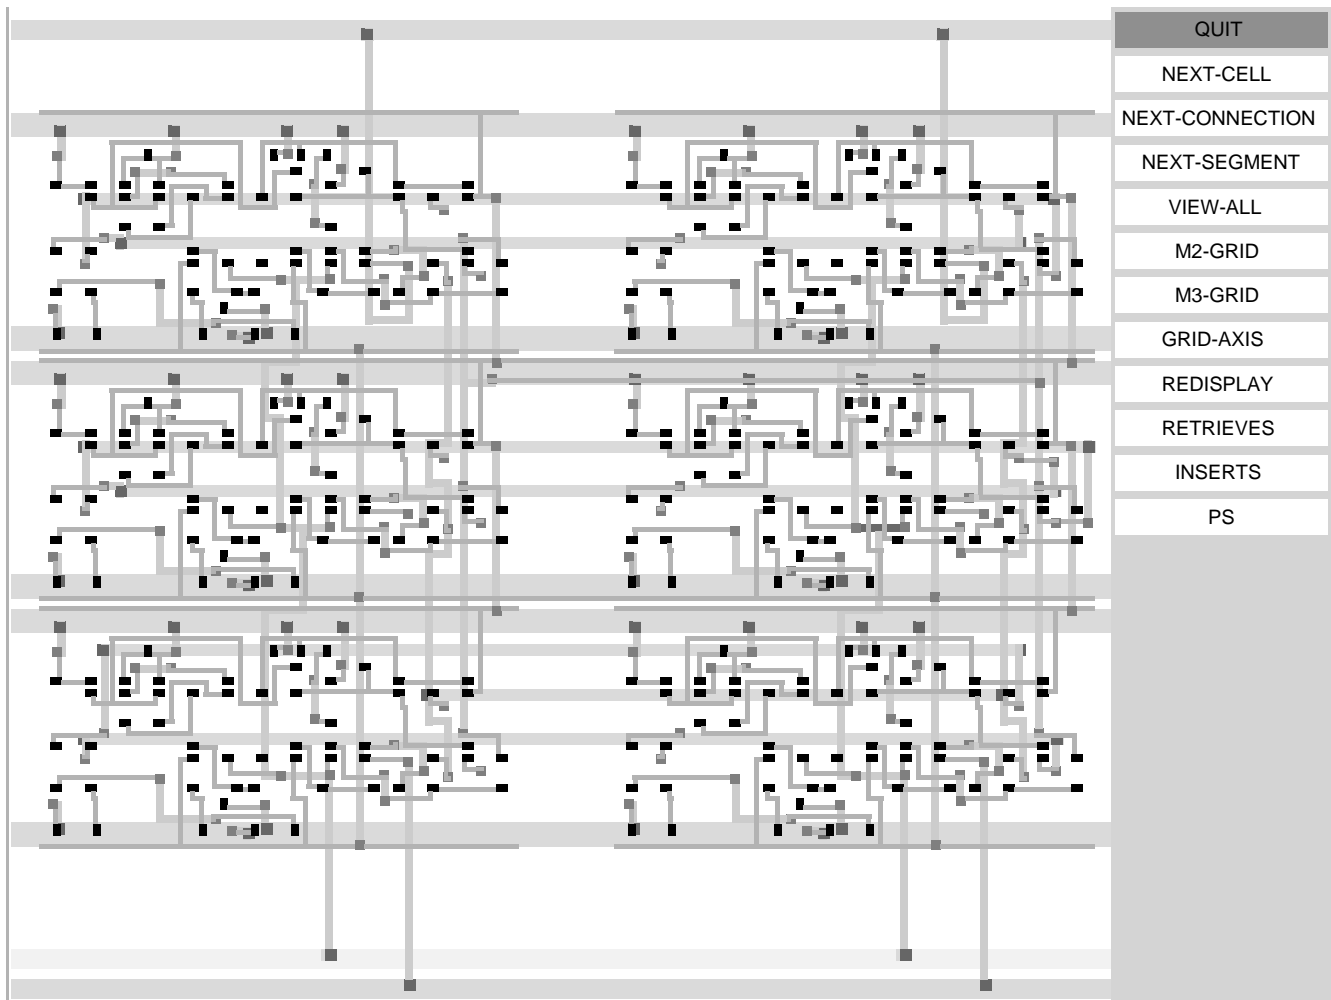 QUIT
NEXT-CELL
NEXT-CONNECTION
NEXT-SEGMENT
VIEW-ALL
M2-GRID
M3-GRID
GRID-AXIS
REDISPLAY
RETRIEVES
INSERTS
PS